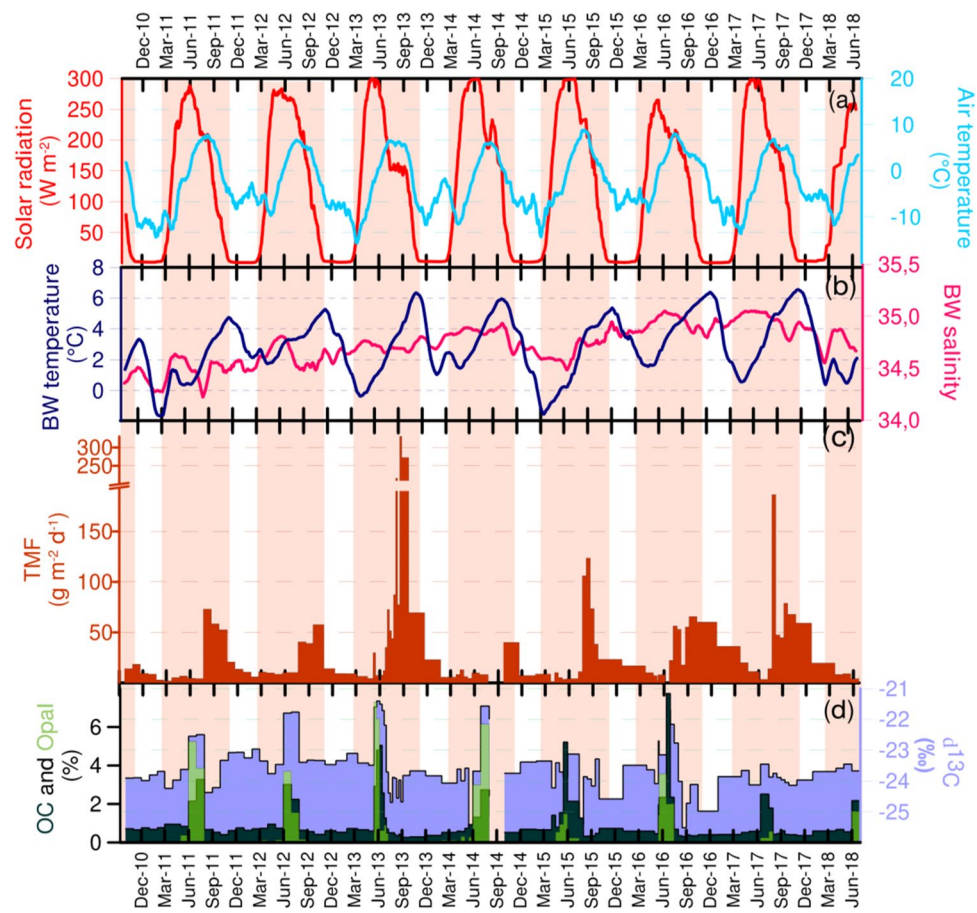 Dec-10 Mar-11 Jun-11 Sep-11 Dec-11 Mar-12 Jun-12 Sep-12 Dec-12 Mar-13 Jun-13 Sep-13 Dec-13 Mar-14 Jun-14 Sep-14 Dec-14 Mar-15 Jun-15 Sep-15 Dec-15 Mar-16 Jun-16 Sep-16 Dec-16 Mar-17 Jun-17 Sep-17 Dec-17 Mar-18 Jun-18
Solar radiation
(W m-2)
300
250
200
150
100
50
(a)
20
10
0
-10
Air temperature
(°C)
BW temperature
(°C)
8
6
4
2
0
(b)
35,5
35,0
34,5
34,0
BW salinity
TMF
(g m-2 d-1)
300
250
150
100
50
(c)
OC and Opal
(%)
6
4
2
0
(d)
-21
-22
-23
-24
-25
d13C
(‰)
Dec-10 Mar-11 Jun-11 Sep-11 Dec-11 Mar-12 Jun-12 Sep-12 Dec-12 Mar-13 Jun-13 Sep-13 Dec-13 Mar-14 Jun-14 Sep-14 Dec-14 Mar-15 Jun-15 Sep-15 Dec-15 Mar-16 Jun-16 Sep-16 Dec-16 Mar-17 Jun-17 Sep-17 Dec-17 Mar-18 Jun-18